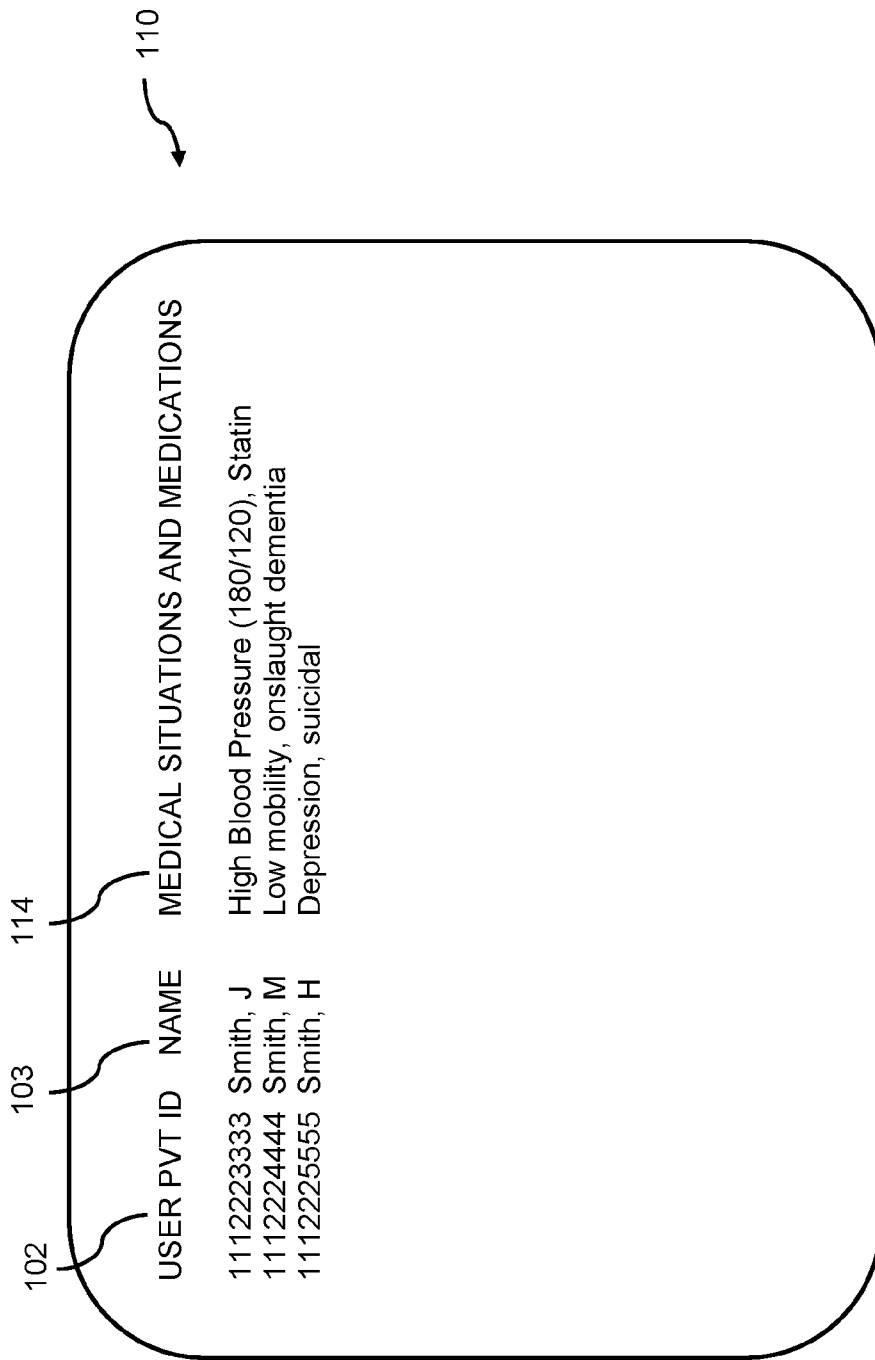 110
102 103 114
USER PVT ID NAME MEDICAL SITUATIONS AND MEDICATIONS
1112223333 Smith, J High Blood Pressure (180/120), Statin
1112224444 Smith, M Low mobility, onslaught dementia
1112225555 Smith, H Depression, suicidal